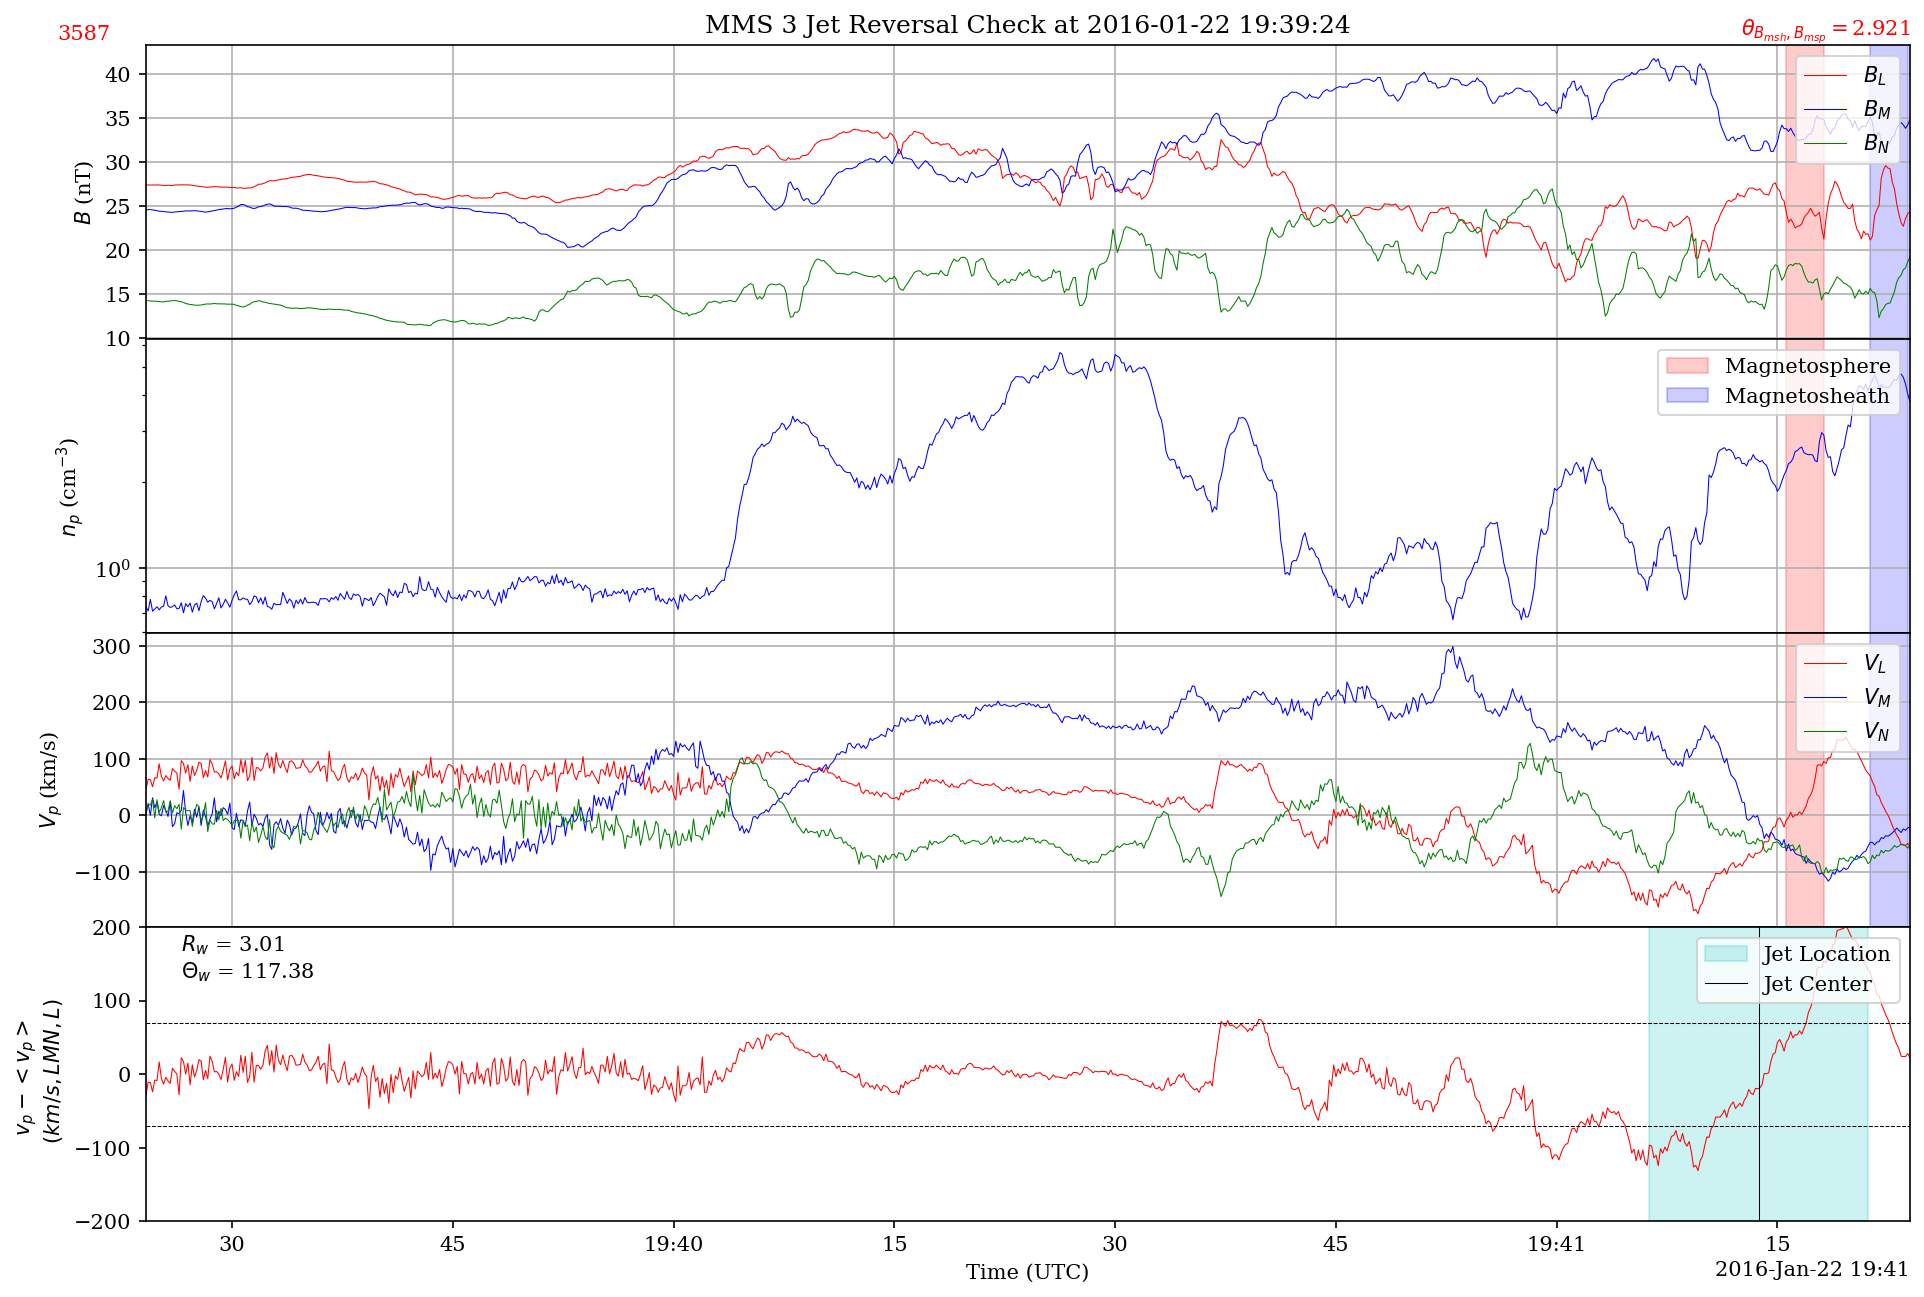 MMS 3 Jet Reversal Check at 2016-01-22 19:39:24
3587
θ_{B_{msh}, B_{msp}} = 2.921
40
35
30
25
20
15
10
B (nT)
B_L
B_M
B_N
10⁰
n_p (cm⁻³)
Magnetosphere
Magnetosheath
300
200
100
0
−100
V_p (km/s)
V_L
V_M
V_N
200
100
0
−100
−200
v_p − < v_p >
(km/s, LMN, L)
R_w = 3.01
Θ_w = 117.38
Jet Location
Jet Center
30 45 19:40 15 30 45 19:41 15
Time (UTC)
2016-Jan-22 19:41